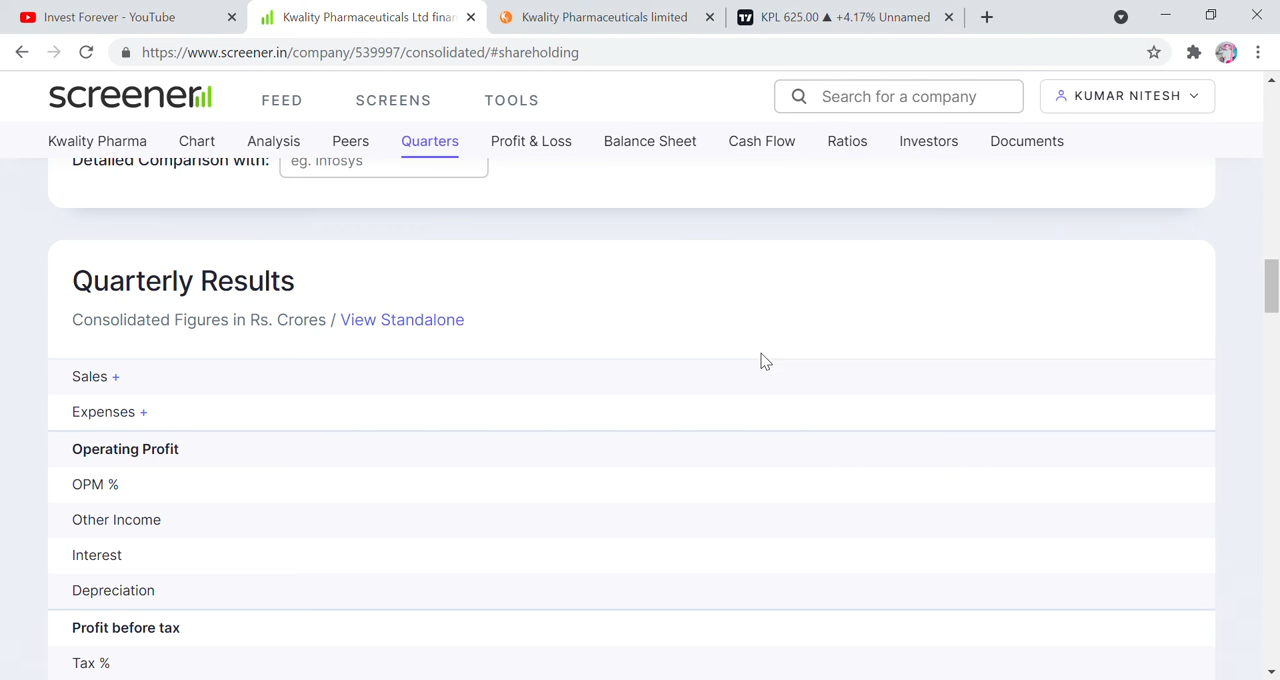 Invest Forever - YouTube
Kwality Pharmaceuticals Ltd finan
Kwality Pharmaceuticals limited
KPL 625.00 ▲ +4.17% Unnamed
https://www.screener.in/company/539997/consolidated/#shareholding
screener
FEED
SCREENS
TOOLS
Search for a company
KUMAR NITESH
Kwality Pharma
Chart
Analysis
Peers
Quarters
Profit & Loss
Balance Sheet
Cash Flow
Ratios
Investors
Documents
Detailed Comparison with:
eg. Infosys
Quarterly Results
Consolidated Figures in Rs. Crores / View Standalone
Sales +
Expenses +
Operating Profit
OPM %
Other Income
Interest
Depreciation
Profit before tax
Tax %